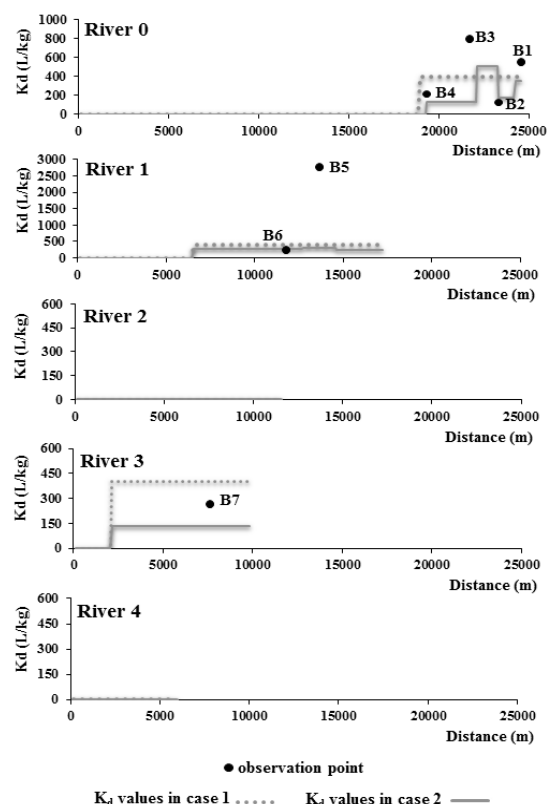 River 0
Kd (L/kg)
1000
800
600
400
200
0
B3
B1
B4
B2
0 5000 10000 15000 20000 25000
Distance (m)
River 1
Kd (L/kg)
3000
2500
2000
1500
1000
500
0
B5
B6
0 5000 10000 15000 20000 25000
Distance (m)
River 2
Kd (L/kg)
600
450
300
150
0
0 5000 10000 15000 20000 25000
Distance (m)
River 3
Kd (L/kg)
600
450
300
150
0
B7
0 5000 10000 15000 20000 25000
Distance (m)
River 4
Kd (L/kg)
600
450
300
150
0
0 5000 10000 15000 20000 25000
Distance (m)
observation point
Kd values in case 1 Kd values in case 2